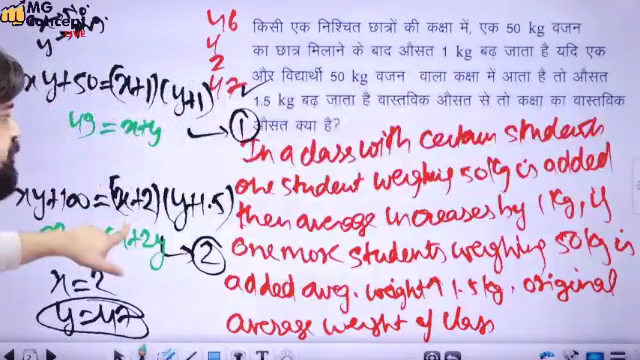 MG
Concept
LIVE
46
y
2
47
किसी एक निश्चित छात्रों की कक्षा में, एक 50 kg वजन
का छात्र मिलाने के बाद औसत 1 kg बढ़ जाता है यदि एक
और विद्यार्थी 50 kg वजन वाला कक्षा में आता है तो औसत
1.5 kg बढ़ जाता है वास्तविक औसत से तो कक्षा का वास्तविक
औसत क्या है?
xy+50=(x+1)(y+1)
49=x+y
1
xy+100=(x+2)(y+1.5)
x+2y
2
x=2
y=47
In a class with certain students
one student weighing 50kg is added
then average increases by 1kg, if
one more students weighing 50kg is
added avg. weight ↑ 1.5kg, original
average weight of class